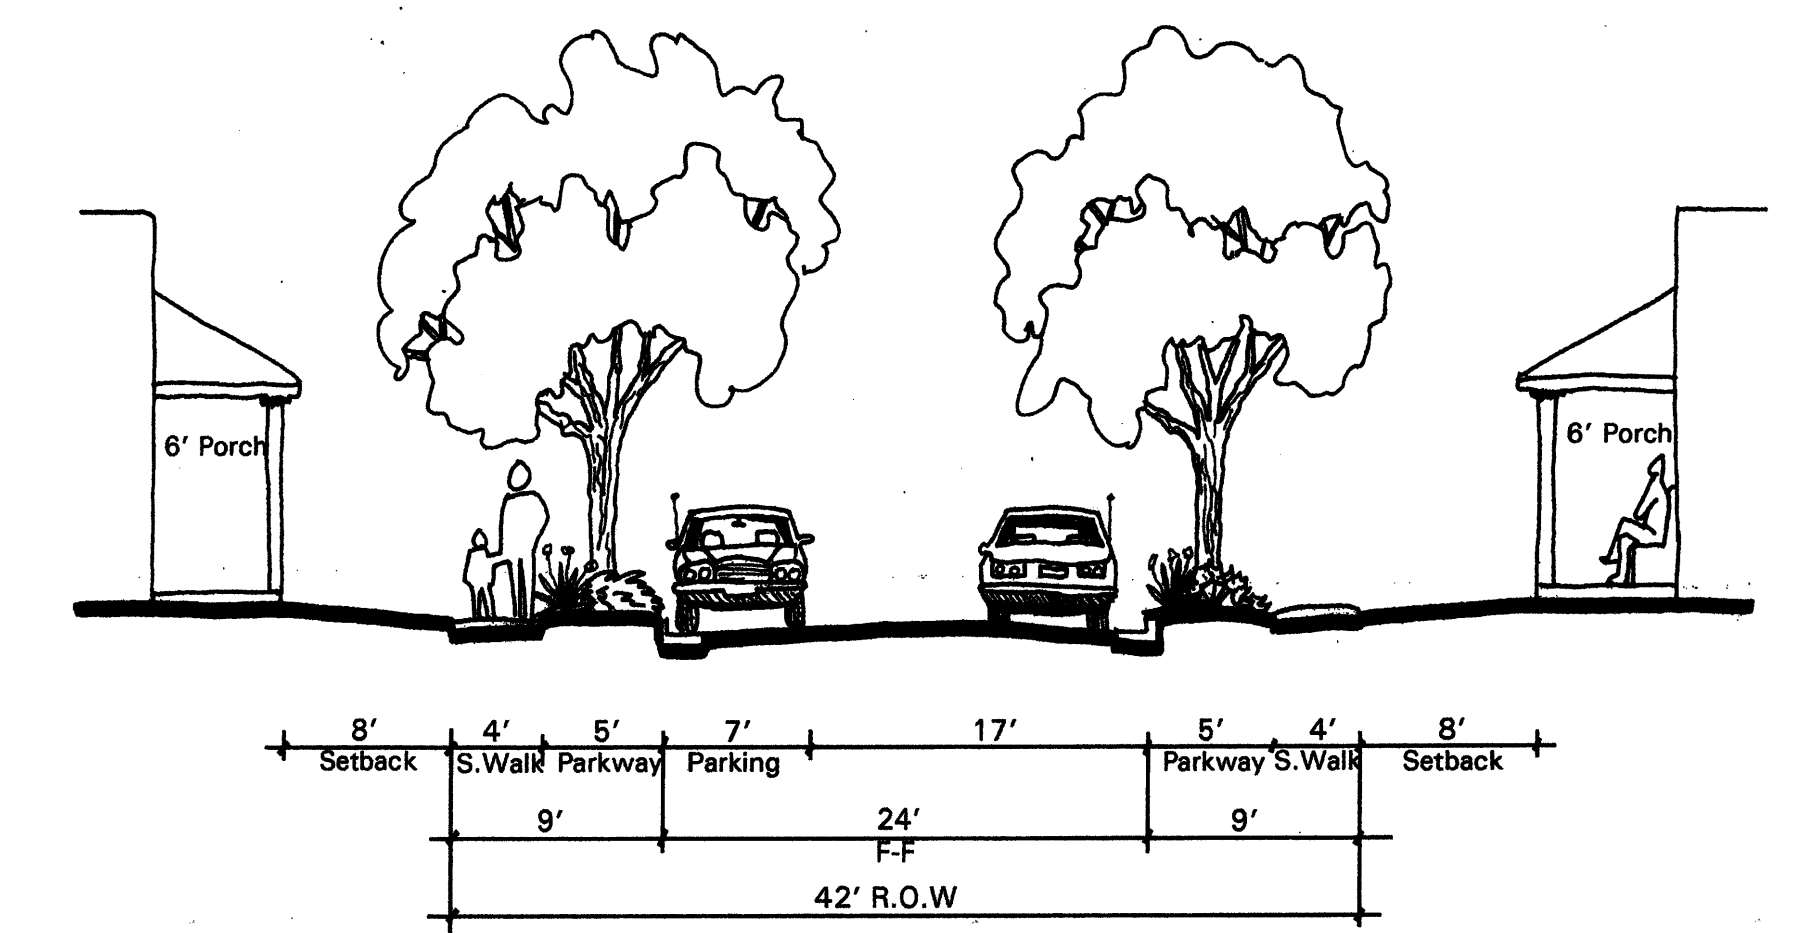 6' Porch
6' Porch
8' 4' 5' 7' 17' 5' 4' 8'
Setback S.Walk Parkway Parking Parkway S.Walk Setback
9' 24' 9'
F-F
42' R.O.W